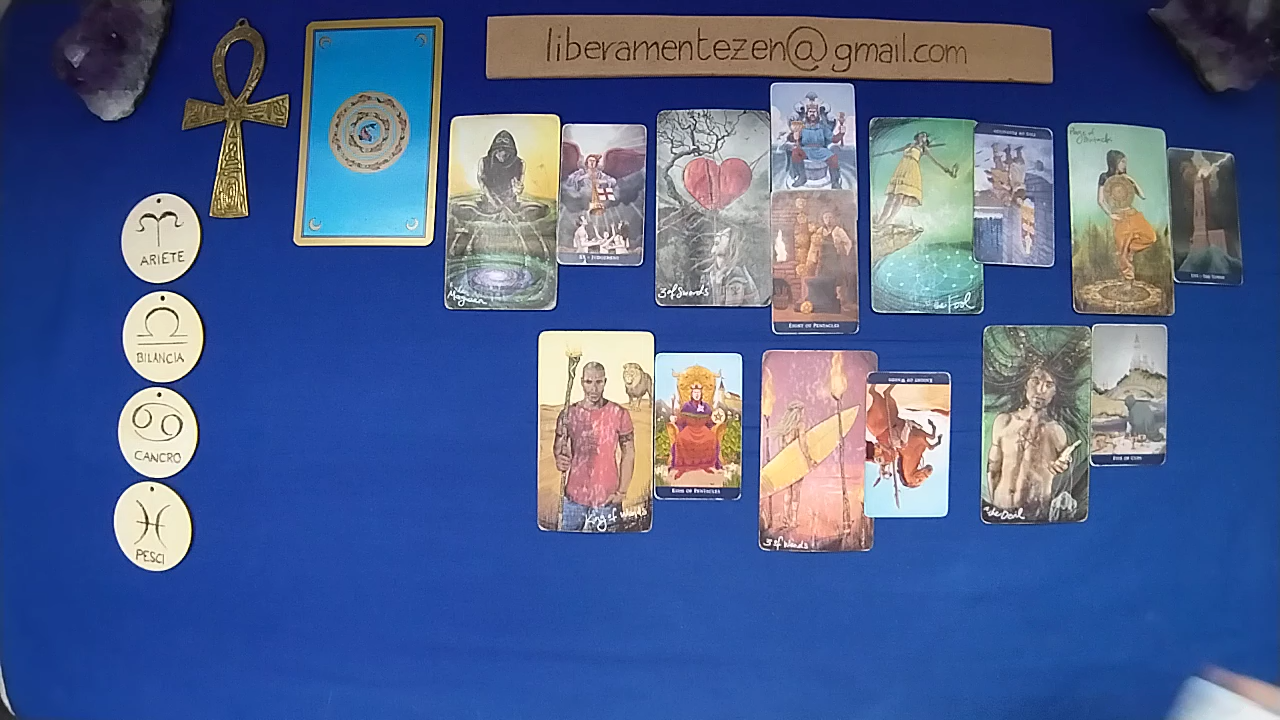 liberamentezen@gmail.com
ARIETE
BILANCIA
CANCRO
PESCI
XX - JUDGEMENT
3 of Swords
EIGHT OF PENTACLES
the Fool
Page of
XVI - THE TOWER
King of Wands
KING OF PENTACLES
3 of Wands
KNIGHT OF WANDS
the Devil
FIVE OF CUPS